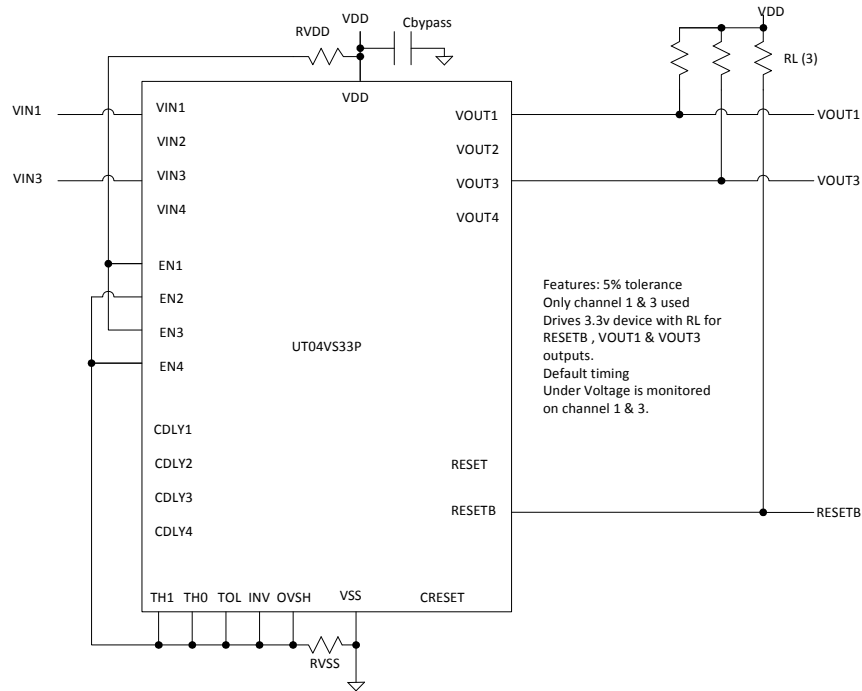 VDD
Cbypass
RVDD
VDD
RL (3)
VDD
VIN1
VIN1
VOUT1
VOUT1
VIN2
VOUT2
VIN3
VIN3
VOUT3
VOUT3
VIN4
VOUT4
EN1
EN2
EN3
EN4
UT04VS33P
Features: 5% tolerance
Only channel 1 & 3 used
Drives 3.3v device with RL for
RESETB , VOUT1 & VOUT3
outputs.
Default timing
Under Voltage is monitored
on channel 1 & 3.
CDLY1
CDLY2
CDLY3
CDLY4
RESET
RESETB
RESETB
TH1 TH0 TOL INV OVSH VSS CRESET
RVSS